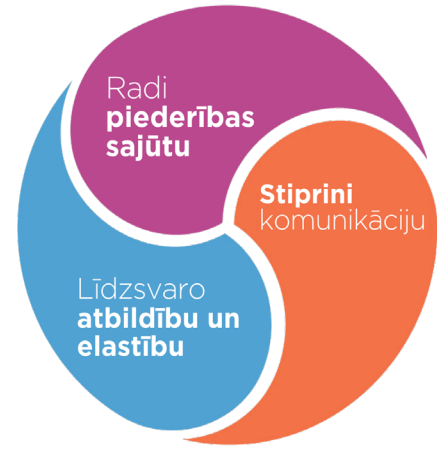 Radi
piederības
sajūtu
Stiprini
komunikāciju
Līdzsvaro
atbildību un
elastību